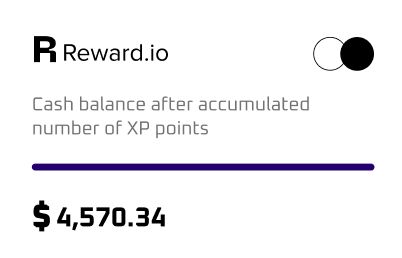 R Reward.io
Cash balance after accumulated
number of XP points
$ 4,570.34